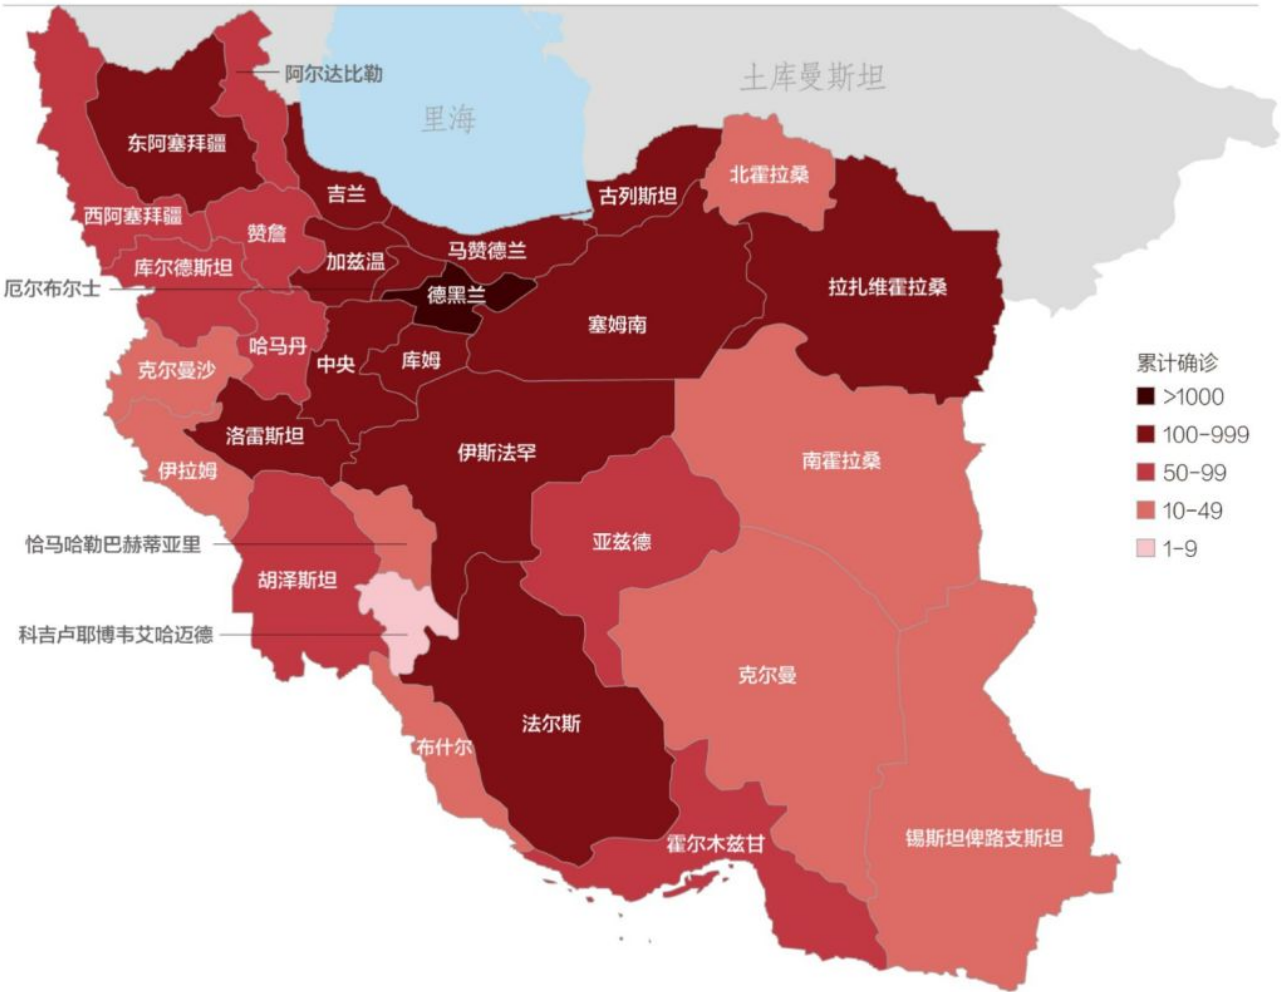 阿尔达比勒
土库曼斯坦
里海
东阿塞拜疆
北霍拉桑
吉兰
古列斯坦
西阿塞拜疆
赞詹
马赞德兰
加兹温
库尔德斯坦
厄尔布尔士
德黑兰
拉扎维霍拉桑
塞姆南
哈马丹
中央
库姆
克尔曼沙
累计确诊
>1000
100-999
50-99
10-49
1-9
洛雷斯坦
伊斯法罕
南霍拉桑
伊拉姆
恰马哈勒巴赫蒂亚里
亚兹德
胡泽斯坦
科吉卢耶博韦艾哈迈德
克尔曼
法尔斯
布什尔
霍尔木兹甘
锡斯坦俾路支斯坦